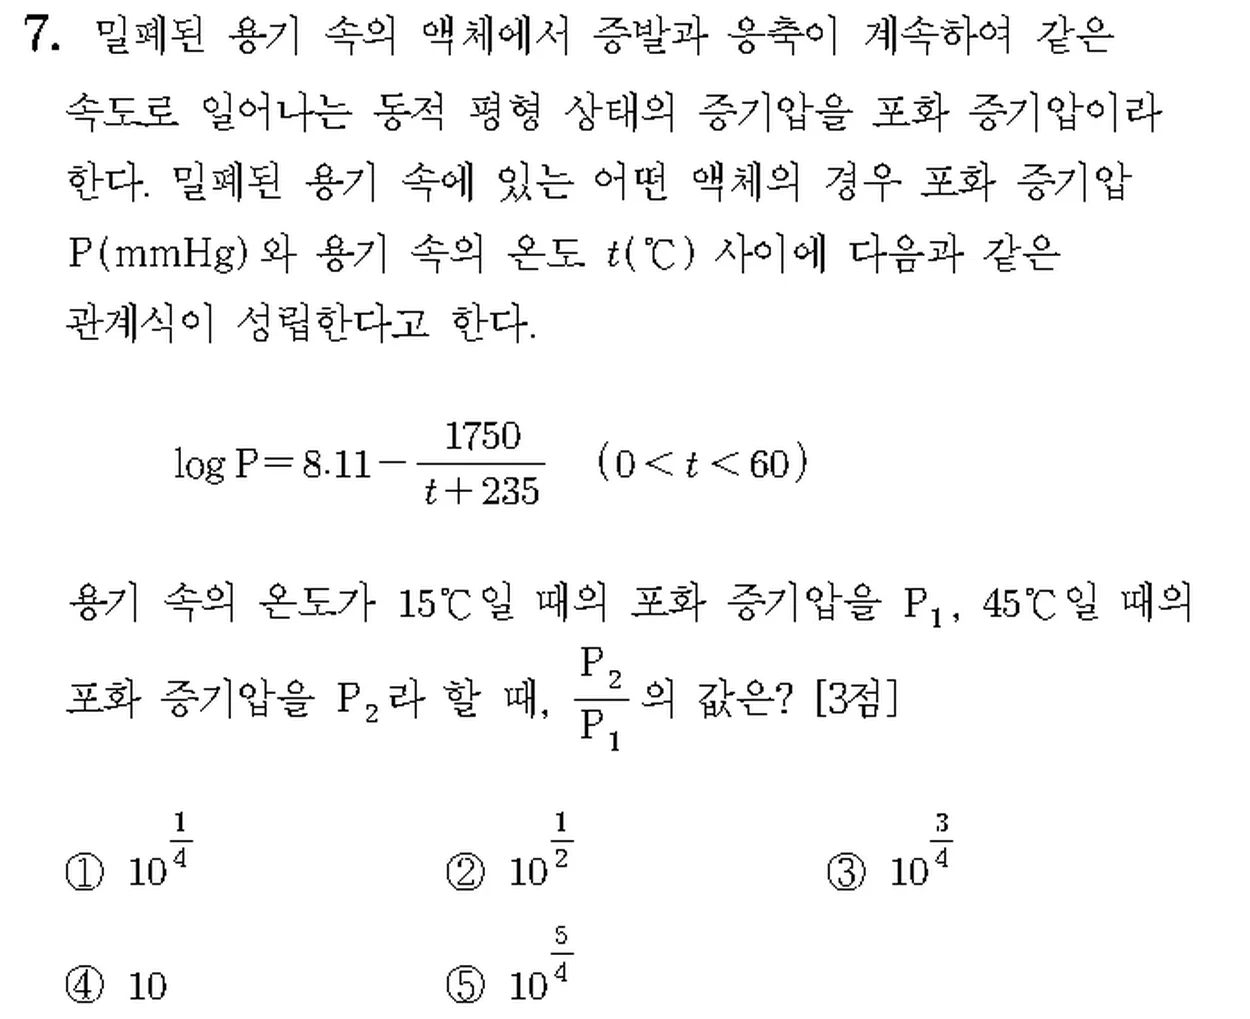 7. 밀폐된 용기 속의 액체에서 증발과 응축이 계속하여 같은
속도로 일어나는 동적 평형 상태의 증기압을 포화 증기압이라
한다. 밀폐된 용기 속에 있는 어떤 액체의 경우 포화 증기압
P(mmHg)와 용기 속의 온도 t(℃) 사이에 다음과 같은
관계식이 성립한다고 한다.
log P = 8.11 − 1750/(t + 235) (0 < t < 60)
용기 속의 온도가 15℃일 때의 포화 증기압을 P₁, 45℃일 때의
포화 증기압을 P₂라 할 때, P₂/P₁의 값은? [3점]
① 10^(1/4) ② 10^(1/2) ③ 10^(3/4)
④ 10 ⑤ 10^(5/4)